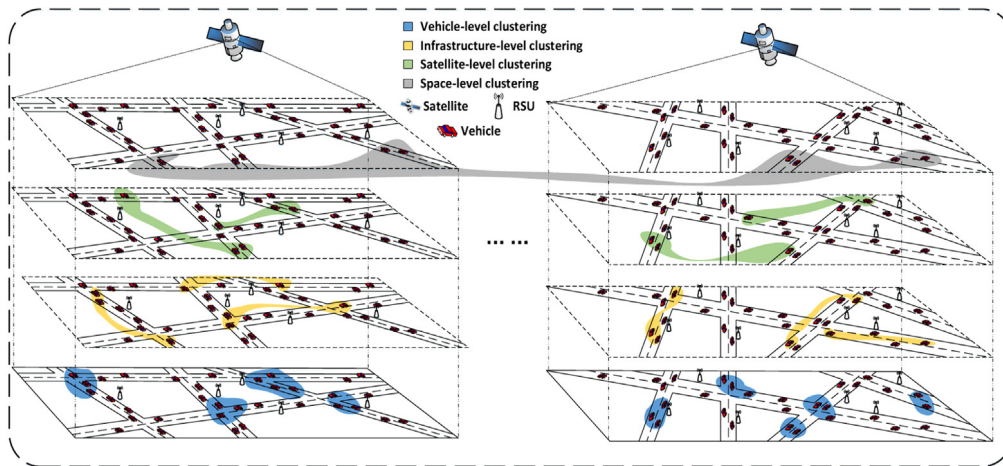 Vehicle-level clustering
Infrastructure-level clustering
Satellite-level clustering
Space-level clustering
Satellite RSU
Vehicle
... ...